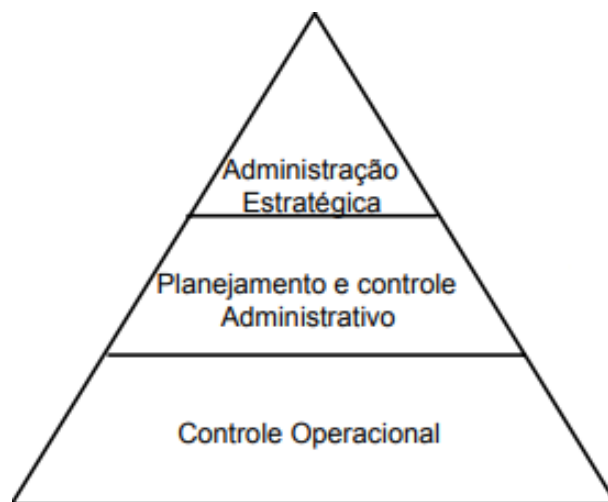 Administração
Estratégica
Planejamento e controle
Administrativo
Controle Operacional